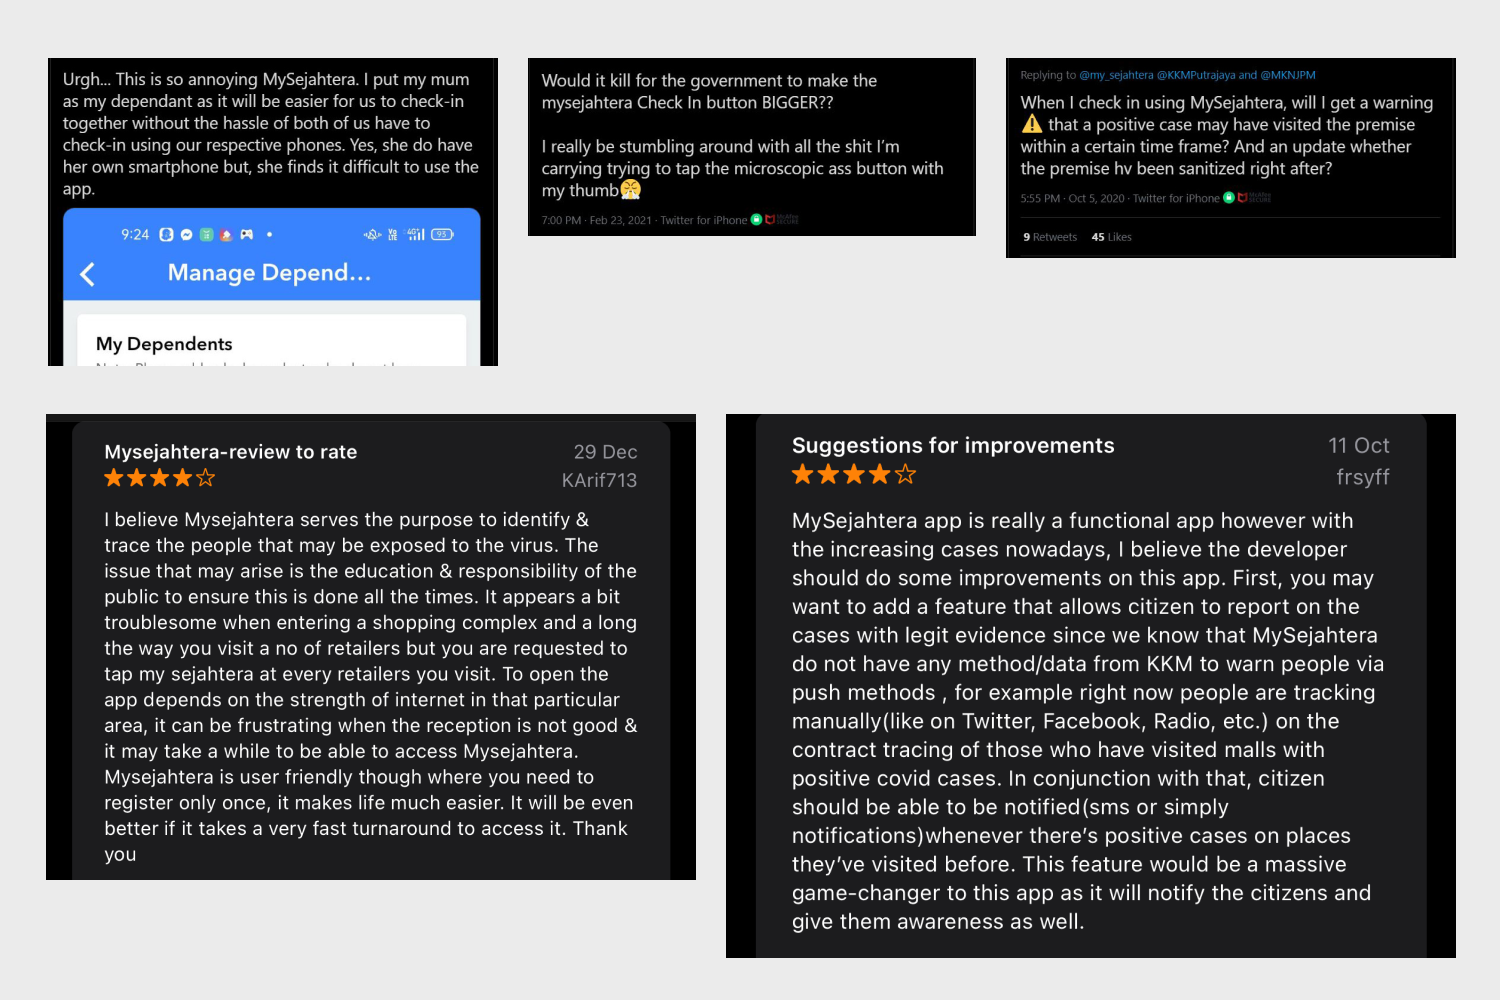 Urgh... This is so annoying MySejahtera. I put my mum
as my dependant as it will be easier for us to check-in
together without the hassle of both of us have to
check-in using our respective phones. Yes, she do have
her own smartphone but, she finds it difficult to use the
app.
9:24
95
Manage Depend...
My Dependents
Would it kill for the government to make the
mysejahtera Check In button BIGGER??
I really be stumbling around with all the shit I’m
carrying trying to tap the microscopic ass button with
my thumb😤
7:00 PM · Feb 23, 2021 · Twitter for iPhone
Replying to @my_sejahtera @KKMPutrajaya and @MKNJPM
When I check in using MySejahtera, will I get a warning
⚠️ that a positive case may have visited the premise
within a certain time frame? And an update whether
the premise hv been sanitized right after?
5:55 PM · Oct 5, 2020 · Twitter for iPhone
9 Retweets 45 Likes
Mysejahtera-review to rate 29 Dec
KArif713
I believe Mysejahtera serves the purpose to identify &
trace the people that may be exposed to the virus. The
issue that may arise is the education & responsibility of the
public to ensure this is done all the times. It appears a bit
troublesome when entering a shopping complex and a long
the way you visit a no of retailers but you are requested to
tap my sejahtera at every retailers you visit. To open the
app depends on the strength of internet in that particular
area, it can be frustrating when the reception is not good &
it may take a while to be able to access Mysejahtera.
Mysejahtera is user friendly though where you need to
register only once, it makes life much easier. It will be even
better if it takes a very fast turnaround to access it. Thank
you
Suggestions for improvements 11 Oct
frsyff
MySejahtera app is really a functional app however with
the increasing cases nowadays, I believe the developer
should do some improvements on this app. First, you may
want to add a feature that allows citizen to report on the
cases with legit evidence since we know that MySejahtera
do not have any method/data from KKM to warn people via
push methods , for example right now people are tracking
manually(like on Twitter, Facebook, Radio, etc.) on the
contract tracing of those who have visited malls with
positive covid cases. In conjunction with that, citizen
should be able to be notified(sms or simply
notifications)whenever there’s positive cases on places
they’ve visited before. This feature would be a massive
game-changer to this app as it will notify the citizens and
give them awareness as well.